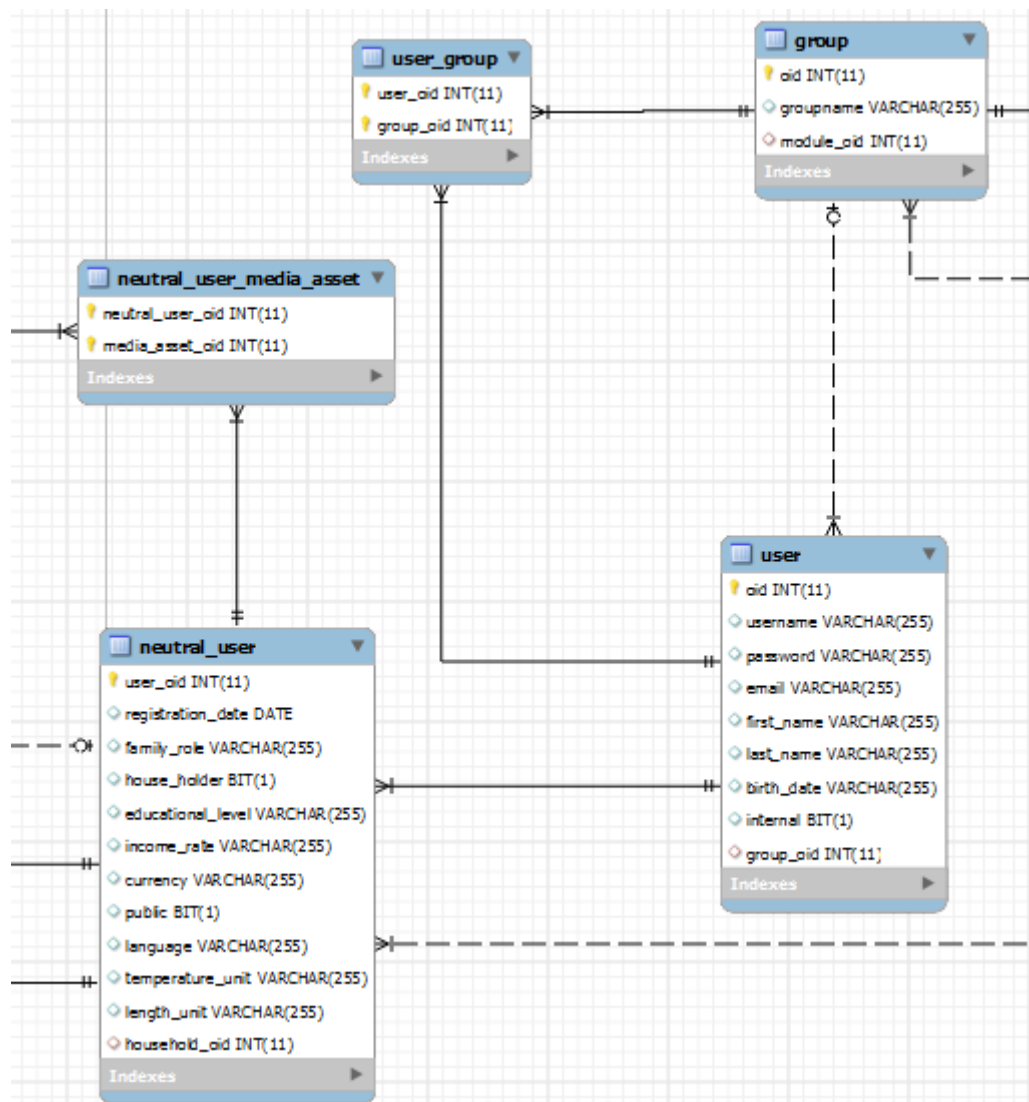 user_group
user_oid INT(11)
group_oid INT(11)
Indexes
group
oid INT(11)
groupname VARCHAR(255)
module_oid INT(11)
Indexes
neutral_user_media_asset
neutral_user_oid INT(11)
media_asset_oid INT(11)
Indexes
user
oid INT(11)
username VARCHAR(255)
password VARCHAR(255)
email VARCHAR(255)
first_name VARCHAR(255)
last_name VARCHAR(255)
birth_date VARCHAR(255)
internal BIT(1)
group_oid INT(11)
Indexes
neutral_user
user_oid INT(11)
registration_date DATE
family_role VARCHAR(255)
house_holder BIT(1)
educational_level VARCHAR(255)
income_rate VARCHAR(255)
currency VARCHAR(255)
public BIT(1)
language VARCHAR(255)
temperature_unit VARCHAR(255)
length_unit VARCHAR(255)
household_oid INT(11)
Indexes